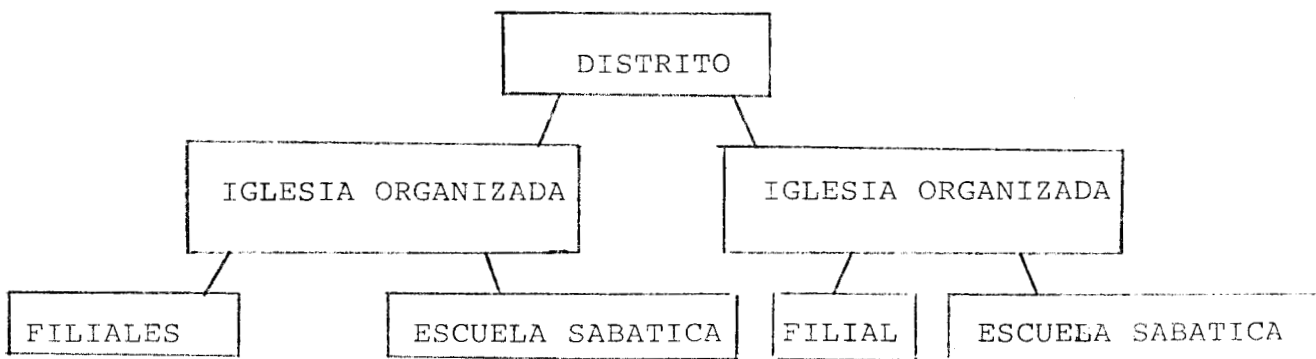 DISTRITO
IGLESIA ORGANIZADA
IGLESIA ORGANIZADA
FILIALES
ESCUELA SABATICA
FILIAL
ESCUELA SABATICA